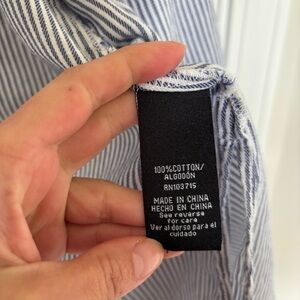 100%COTTON/
ALGODÓN
RN103715
MADE IN CHINA
HECHO EN CHINA
See reverse
for care
Ver al dorso para el
cuidado